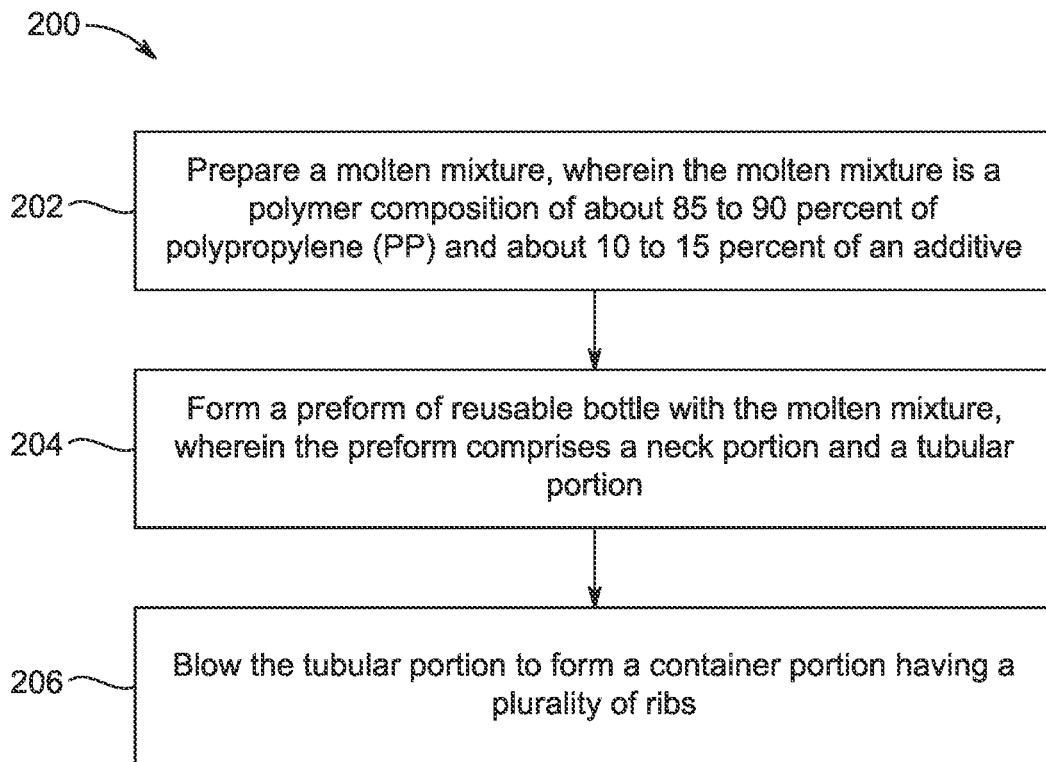 200
202
Prepare a molten mixture, wherein the molten mixture is a
polymer composition of about 85 to 90 percent of
polypropylene (PP) and about 10 to 15 percent of an additive
204
Form a preform of reusable bottle with the molten mixture,
wherein the preform comprises a neck portion and a tubular
portion
206
Blow the tubular portion to form a container portion having a
plurality of ribs